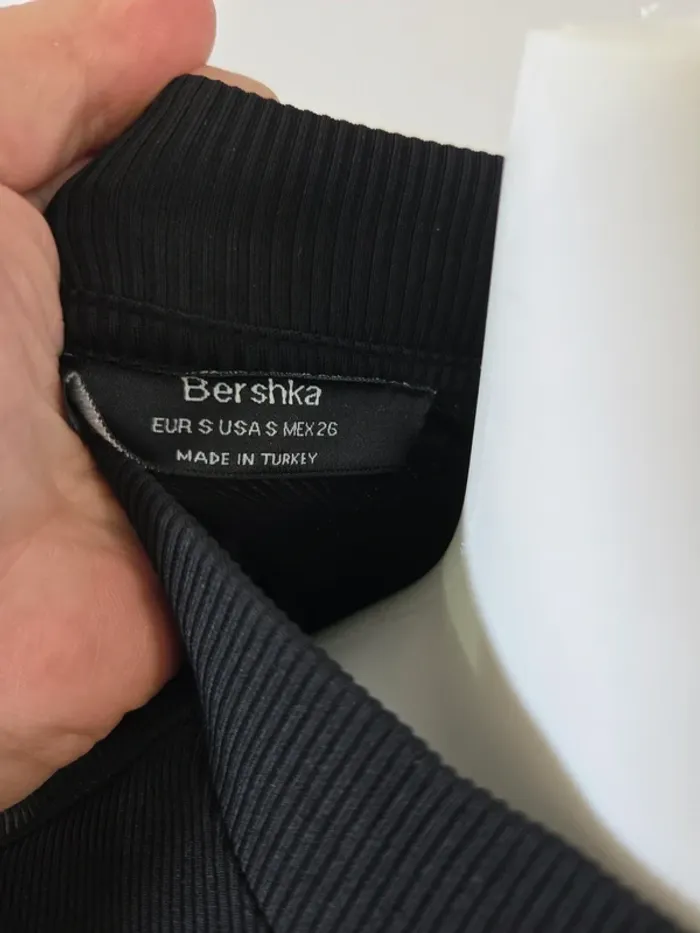 Bershka
EUR S USA S MEX 26
MADE IN TURKEY